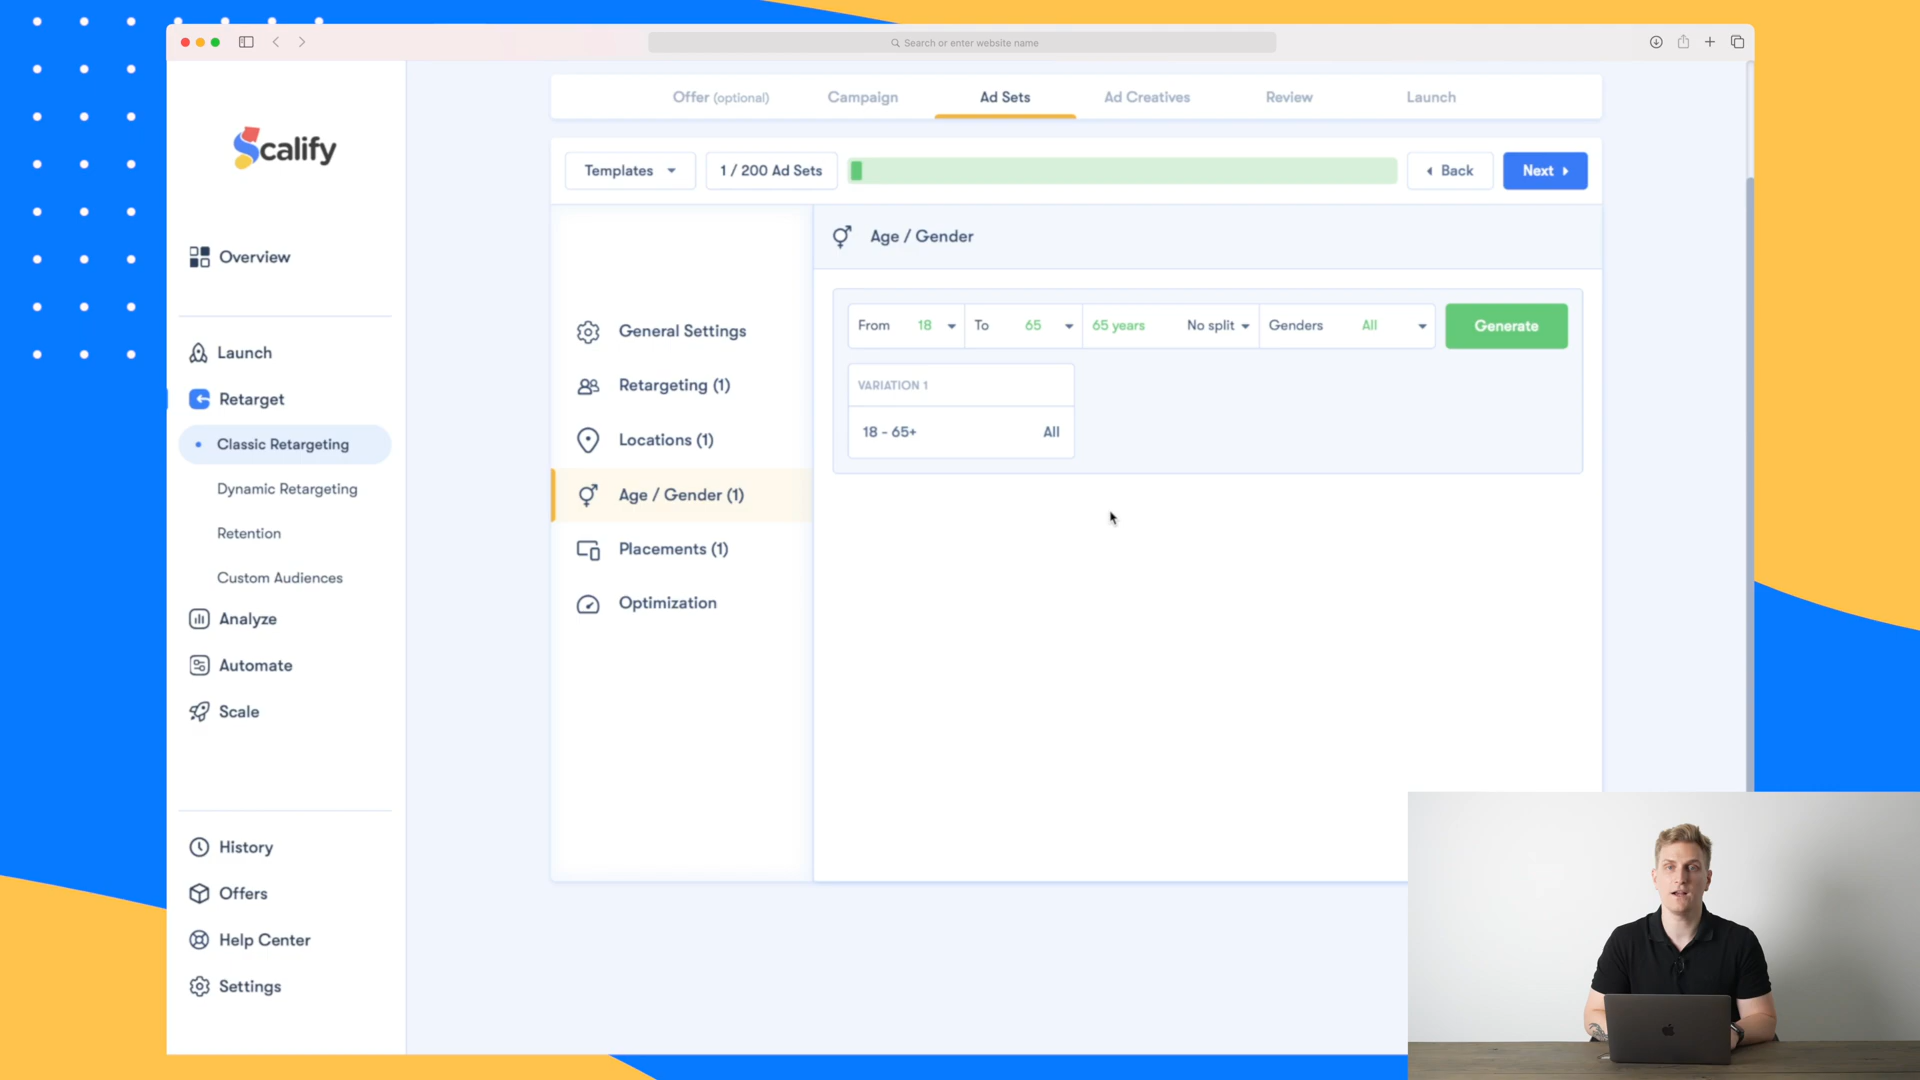 Search or enter website name
Scalify
Overview
Launch
Retarget
Classic Retargeting
Dynamic Retargeting
Retention
Custom Audiences
Analyze
Automate
Scale
History
Offers
Help Center
Settings
Offer (optional)
Campaign
Ad Sets
Ad Creatives
Review
Launch
Templates
1 / 200 Ad Sets
Back
Next
General Settings
Retargeting (1)
Locations (1)
Age / Gender (1)
Placements (1)
Optimization
Age / Gender
From 18 To 65 65 years No split Genders All Generate
VARIATION 1
18 - 65+ All